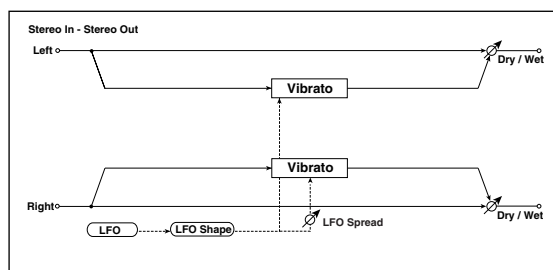 Stereo In - Stereo Out
Left
Dry / Wet
Vibrato
Vibrato
Right
Dry / Wet
LFO Spread
LFO
LFO Shape